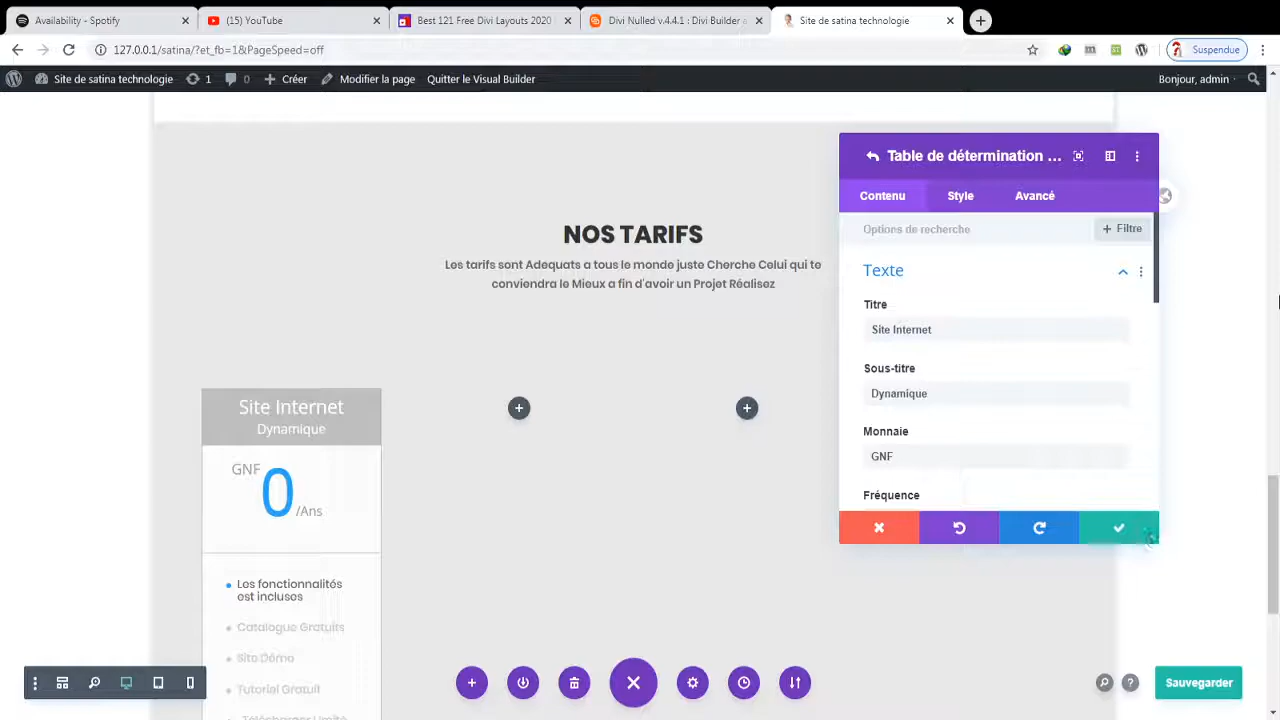 Availability - Spotify
(15) YouTube
Best 121 Free Divi Layouts 2020
Divi Nulled v.4.4.1 : Divi Builder a
Site de satina technologie
127.0.0.1/satina/?et_fb=1&PageSpeed=off
Suspendue
Site de satina technologie
1
0
Créer
Modifier la page
Quitter le Visual Builder
Bonjour, admin
Table de détermination ...
Contenu
Style
Avancé
Options de recherche
+ Filtre
NOS TARIFS
Les tarifs sont Adequats a tous le monde juste Cherche Celui qui te
conviendra le Mieux a fin d'avoir un Projet Réalisez
Texte
Titre
Site Internet
Sous-titre
Dynamique
Monnaie
GNF
Fréquence
Site Internet
Dynamique
GNF
0
/Ans
Les fonctionnalités
est incluses
Catalogue Gratuits
Site Démo
Tutorial Gratuit
Télécharger Limité
Sauvegarder